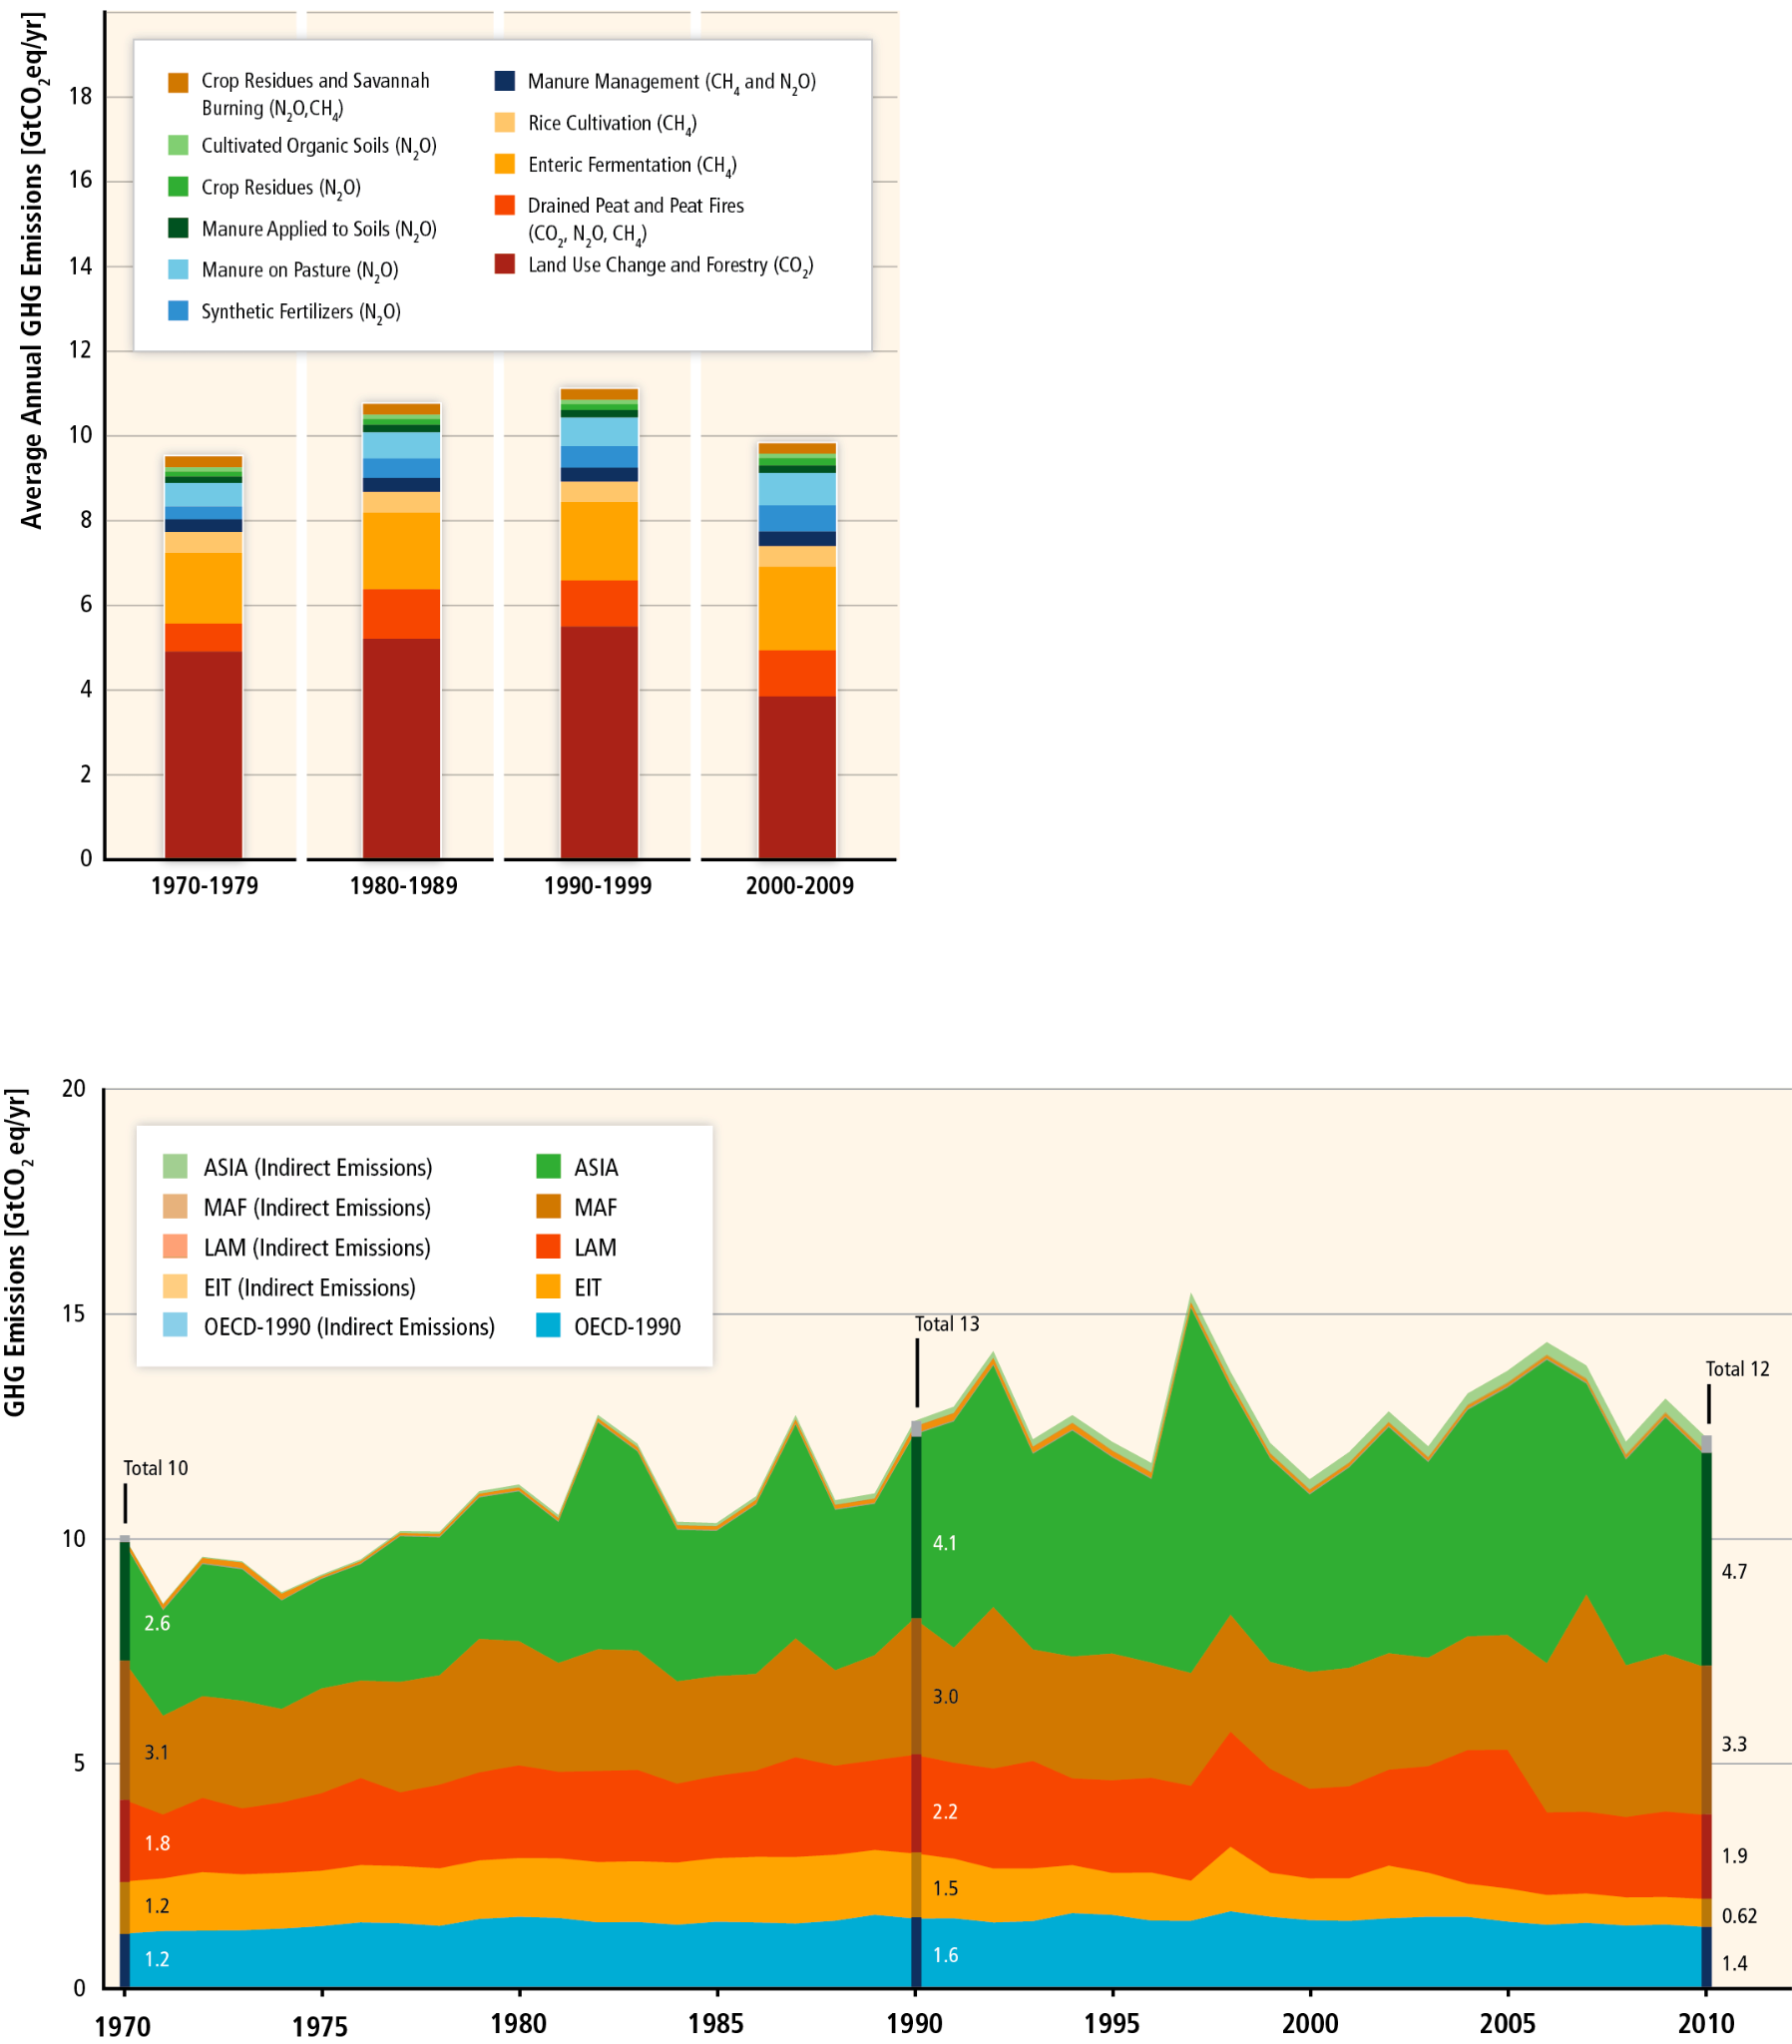 Average Annual GHG Emissions [GtCO2eq/yr]
18
16
14
12
10
8
6
4
2
0
Crop Residues and Savannah
Burning (N2O,CH4)
Cultivated Organic Soils (N2O)
Crop Residues (N2O)
Manure Applied to Soils (N2O)
Manure on Pasture (N2O)
Synthetic Fertilizers (N2O)
Manure Management (CH4 and N2O)
Rice Cultivation (CH4)
Enteric Fermentation (CH4)
Drained Peat and Peat Fires
(CO2, N2O, CH4)
Land Use Change and Forestry (CO2)
1970-1979
1980-1989
1990-1999
2000-2009
GHG Emissions [GtCO2 eq/yr]
20
15
10
5
0
ASIA (Indirect Emissions)
MAF (Indirect Emissions)
LAM (Indirect Emissions)
EIT (Indirect Emissions)
OECD-1990 (Indirect Emissions)
ASIA
MAF
LAM
EIT
OECD-1990
Total 10
2.6
3.1
1.8
1.2
1.2
Total 13
4.1
3.0
2.2
1.5
1.6
Total 12
4.7
3.3
1.9
0.62
1.4
1970
1975
1980
1985
1990
1995
2000
2005
2010